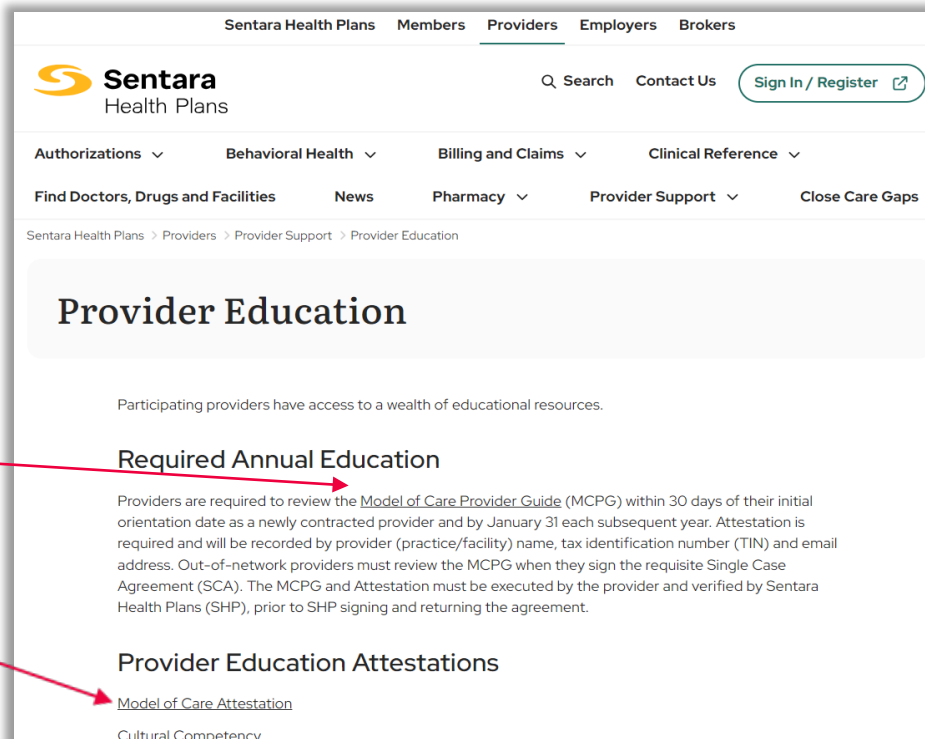 Sentara Health Plans Members Providers Employers Brokers
Sentara
Health Plans
Search Contact Us Sign In / Register
Authorizations Behavioral Health Billing and Claims Clinical Reference
Find Doctors, Drugs and Facilities News Pharmacy Provider Support Close Care Gaps
Sentara Health Plans > Providers > Provider Support > Provider Education
Provider Education
Participating providers have access to a wealth of educational resources.
Required Annual Education
Providers are required to review the Model of Care Provider Guide (MCPG) within 30 days of their initial
orientation date as a newly contracted provider and by January 31 each subsequent year. Attestation is
required and will be recorded by provider (practice/facility) name, tax identification number (TIN) and email
address. Out-of-network providers must review the MCPG when they sign the requisite Single Case
Agreement (SCA). The MCPG and Attestation must be executed by the provider and verified by Sentara
Health Plans (SHP), prior to SHP signing and returning the agreement.
Provider Education Attestations
Model of Care Attestation
Cultural Competency